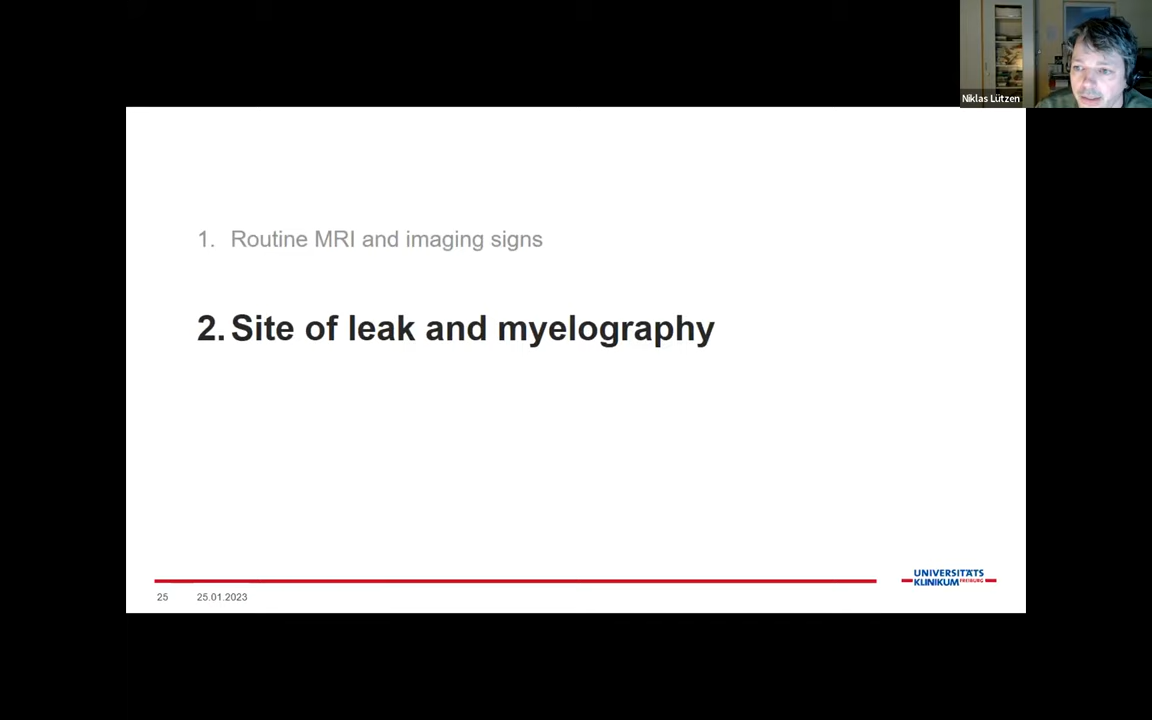 Niklas Lützen
1. Routine MRI and imaging signs
2. Site of leak and myelography
UNIVERSITÄTS
KLINIKUM FREIBURG
25 25.01.2023